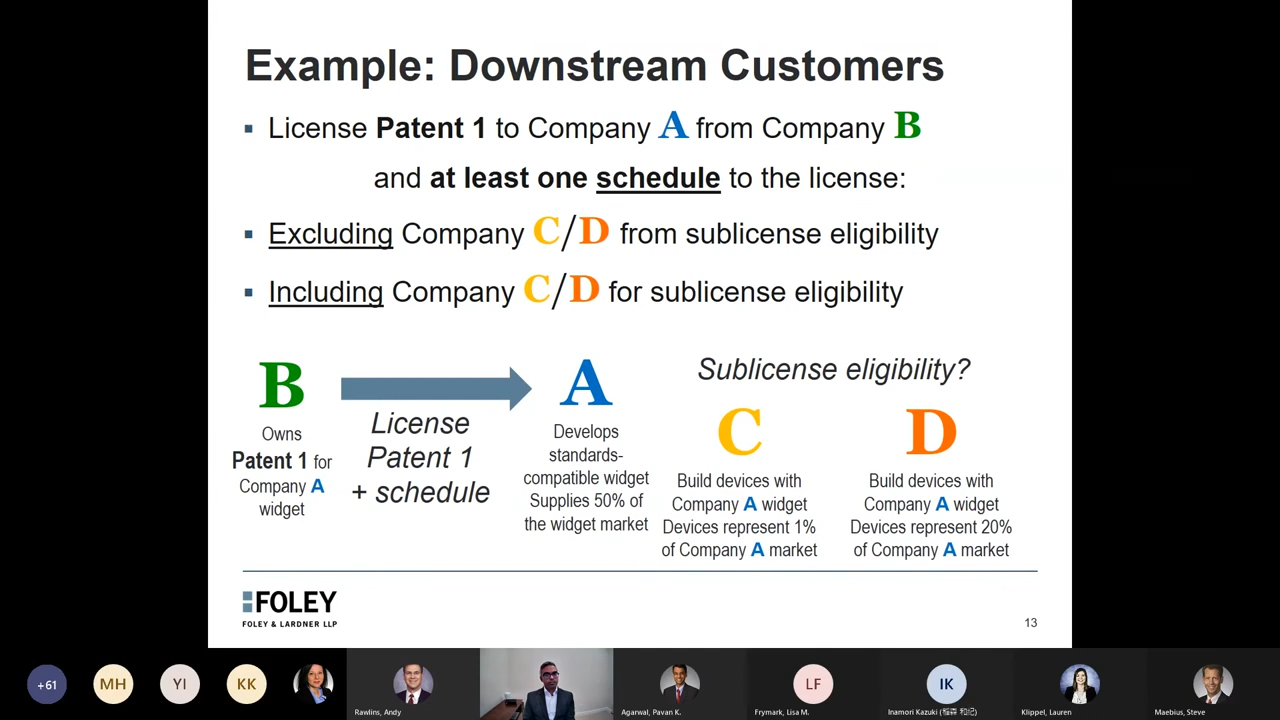 Example: Downstream Customers
▪ License Patent 1 to Company A from Company B
and at least one schedule to the license:
▪ Excluding Company C/D from sublicense eligibility
▪ Including Company C/D for sublicense eligibility
B
Owns
Patent 1 for
Company A
widget
License
Patent 1
+ schedule
A
Develops
standards-
compatible widget
Supplies 50% of
the widget market
Sublicense eligibility?
C
Build devices with
Company A widget
Devices represent 1%
of Company A market
D
Build devices with
Company A widget
Devices represent 20%
of Company A market
FOLEY
FOLEY & LARDNER LLP
13
+61
MH
YI
KK
Rawlins, Andy
Agarwal, Pavan K.
LF
Frymark, Lisa M.
IK
Inamori Kazuki (
Klippel, Lauren
Maebius, Steve